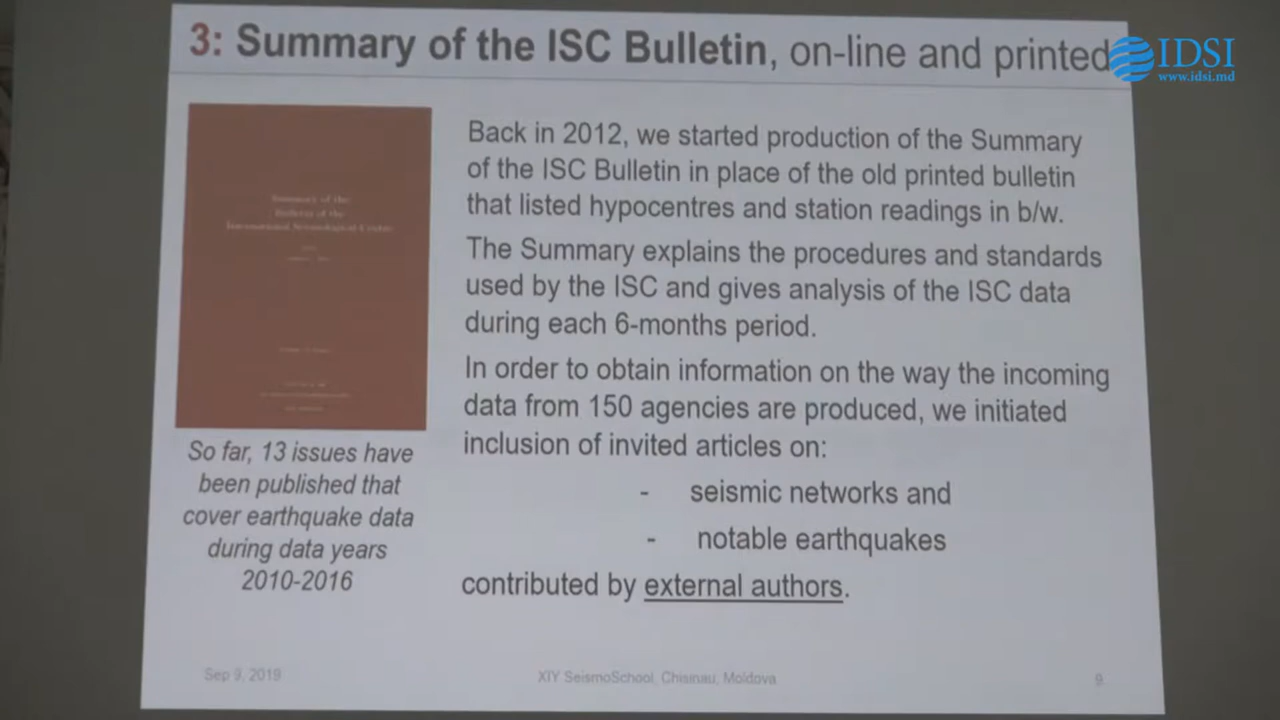 3: Summary of the ISC Bulletin, on-line and printed
IDSI
www.idsi.md
Summary of the
Bulletin of the
International Seismological Centre
So far, 13 issues have
been published that
cover earthquake data
during data years
2010-2016
Back in 2012, we started production of the Summary
of the ISC Bulletin in place of the old printed bulletin
that listed hypocentres and station readings in b/w.
The Summary explains the procedures and standards
used by the ISC and gives analysis of the ISC data
during each 6-months period.
In order to obtain information on the way the incoming
data from 150 agencies are produced, we initiated
inclusion of invited articles on:
- seismic networks and
- notable earthquakes
contributed by external authors.
Sep 9, 2019
XIY SeismoSchool, Chisinau, Moldova
9